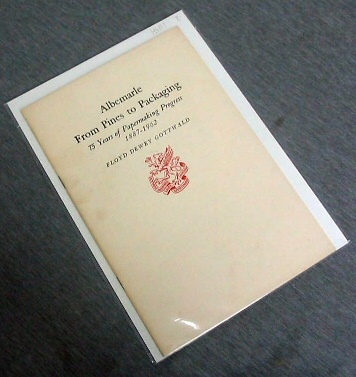 Albemarle
From Pines to Packaging
75 Years of Papermaking Progress
1887-1962
FLOYD DEWEY GOTTWALD